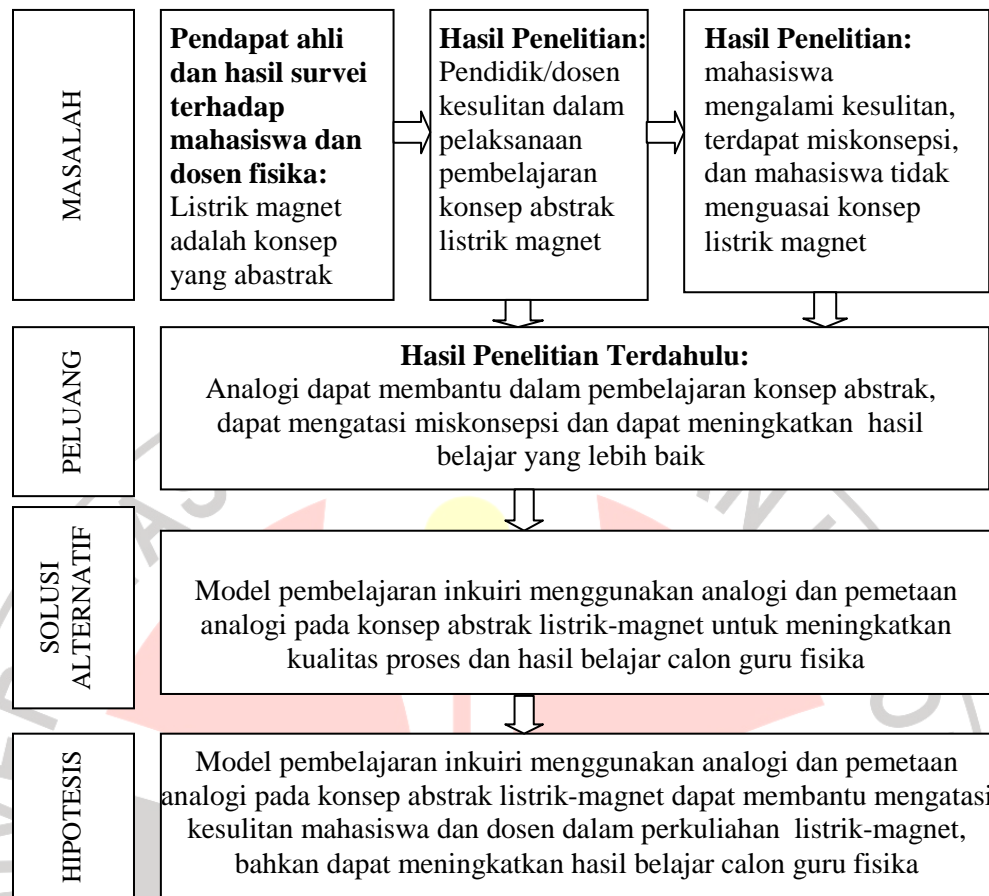 MASALAH
Pendapat ahli
dan hasil survei
terhadap
mahasiswa dan
dosen fisika:
Listrik magnet
adalah konsep
yang abastrak
Hasil Penelitian:
Pendidik/dosen
kesulitan dalam
pelaksanaan
pembelajaran
konsep abstrak
listrik magnet
Hasil Penelitian:
mahasiswa
mengalami kesulitan,
terdapat miskonsepsi,
dan mahasiswa tidak
menguasai konsep
listrik magnet
PELUANG
Hasil Penelitian Terdahulu:
Analogi dapat membantu dalam pembelajaran konsep abstrak,
dapat mengatasi miskonsepsi dan dapat meningkatkan hasil
belajar yang lebih baik
SOLUSI
ALTERNATIF
Model pembelajaran inkuiri menggunakan analogi dan pemetaan
analogi pada konsep abstrak listrik-magnet untuk meningkatkan
kualitas proses dan hasil belajar calon guru fisika
HIPOTESIS
Model pembelajaran inkuiri menggunakan analogi dan pemetaan
analogi pada konsep abstrak listrik-magnet dapat membantu mengatasi
kesulitan mahasiswa dan dosen dalam perkuliahan listrik-magnet,
bahkan dapat meningkatkan hasil belajar calon guru fisika